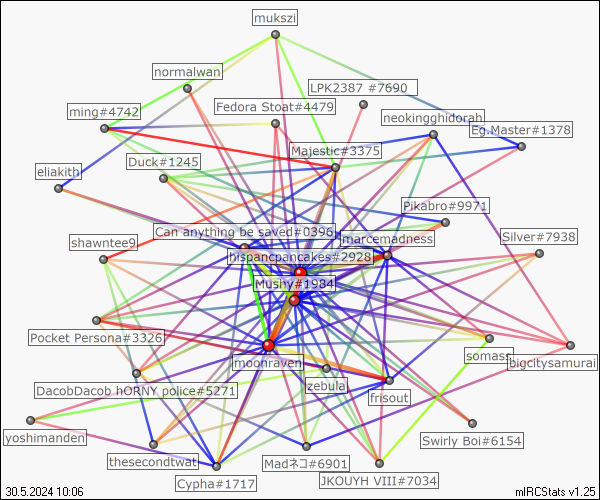 mukszi
normalwan
LPK2387 #7690
ming#4742
Fedora Stoat#4479
neokingghidorah
Eg.Master#1378
Majestic#3375
Duck#1245
eliakith
Pikabro#9971
Can anything be saved#0396
marcemadness
shawntee9
Silver#7938
hispancpancakes#2928
Mushy#1984
Pocket Persona#3326
moonraven
somass
bigcitysamurai
DacobDacob hORNY police#5271
zebula
frisout
yoshimanden
Swirly Boi#6154
thesecondtwat
Madネコ#6901
Cypha#1717
JKOUYH VIII#7034
30.5.2024 10:06
mIRCStats v1.25